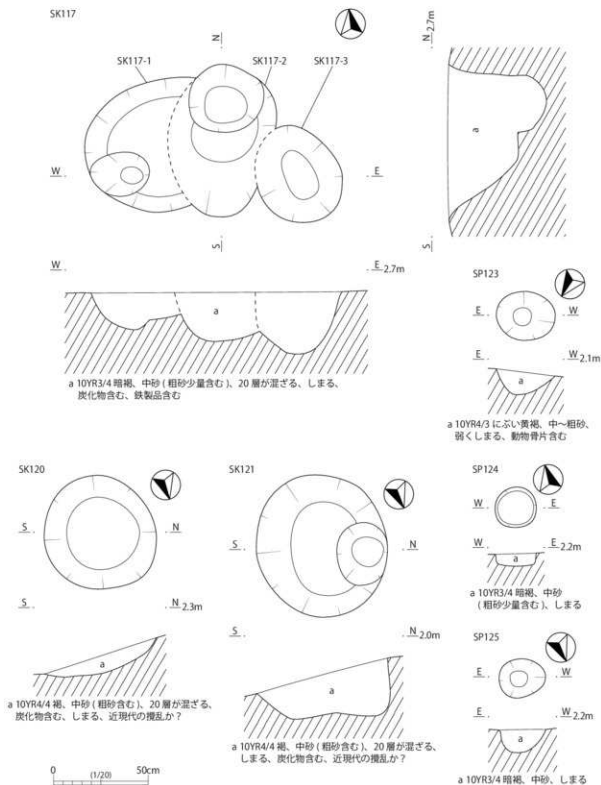 SK117
N
N 2.7m
SK117-1
SK117-2
SK117-3
a
W
E
S
S
W
E 2.7m
a
a 10YR3/4 暗褐、中砂 ( 粗砂少量含む )、20 層が混ざる、しまる、
炭化物含む、鉄製品含む
SP123
E
W
E
W 2.1m
a
a 10YR4/3 にぶい黄褐、中～粗砂、
弱くしまる、動物骨片含む
SK120
S
N
S
N 2.3m
a
a 10YR4/4 褐、中砂 ( 粗砂含む )、20 層が混ざる、
炭化物含む、しまる、近現代の攪乱か？
SK121
S
N
S
N 2.0m
a
a 10YR4/4 褐、中砂 ( 粗砂含む )、20 層が混ざる、
しまる、炭化物含む、近現代の攪乱か？
SP124
W
E
W
E 2.2m
a
a 10YR3/4 暗褐、中砂
( 粗砂少量含む )、しまる
SP125
E
W
E
W 2.2m
a
a 10YR3/4 暗褐、中砂、しまる
0 (1/20) 50cm